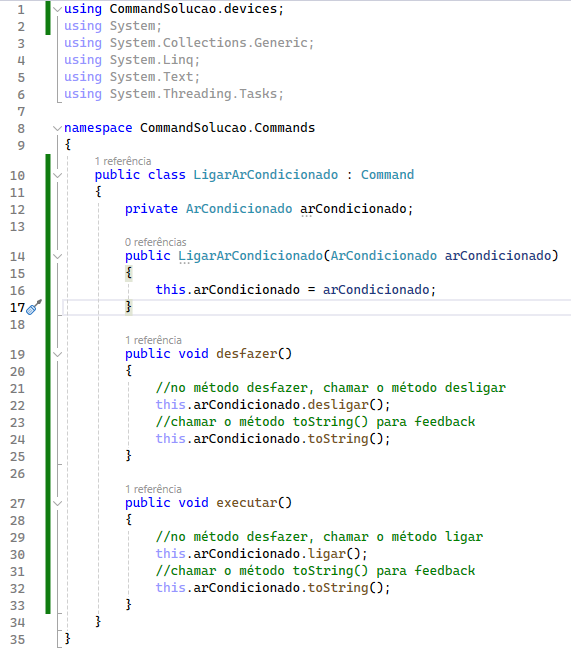 1 using CommandSolucao.devices;
2 using System;
3 using System.Collections.Generic;
4 using System.Linq;
5 using System.Text;
6 using System.Threading.Tasks;
7
8 namespace CommandSolucao.Commands
9 {
1 referência
10 public class LigarArCondicionado : Command
11 {
12 private ArCondicionado arCondicionado;
13
0 referências
14 public LigarArCondicionado(ArCondicionado arCondicionado)
15 {
16 this.arCondicionado = arCondicionado;
17 }
18
1 referência
19 public void desfazer()
20 {
21 //no método desfazer, chamar o método desligar
22 this.arCondicionado.desligar();
23 //chamar o método toString() para feedback
24 this.arCondicionado.toString();
25 }
26
1 referência
27 public void executar()
28 {
29 //no método desfazer, chamar o método ligar
30 this.arCondicionado.ligar();
31 //chamar o método toString() para feedback
32 this.arCondicionado.toString();
33 }
34 }
35 }